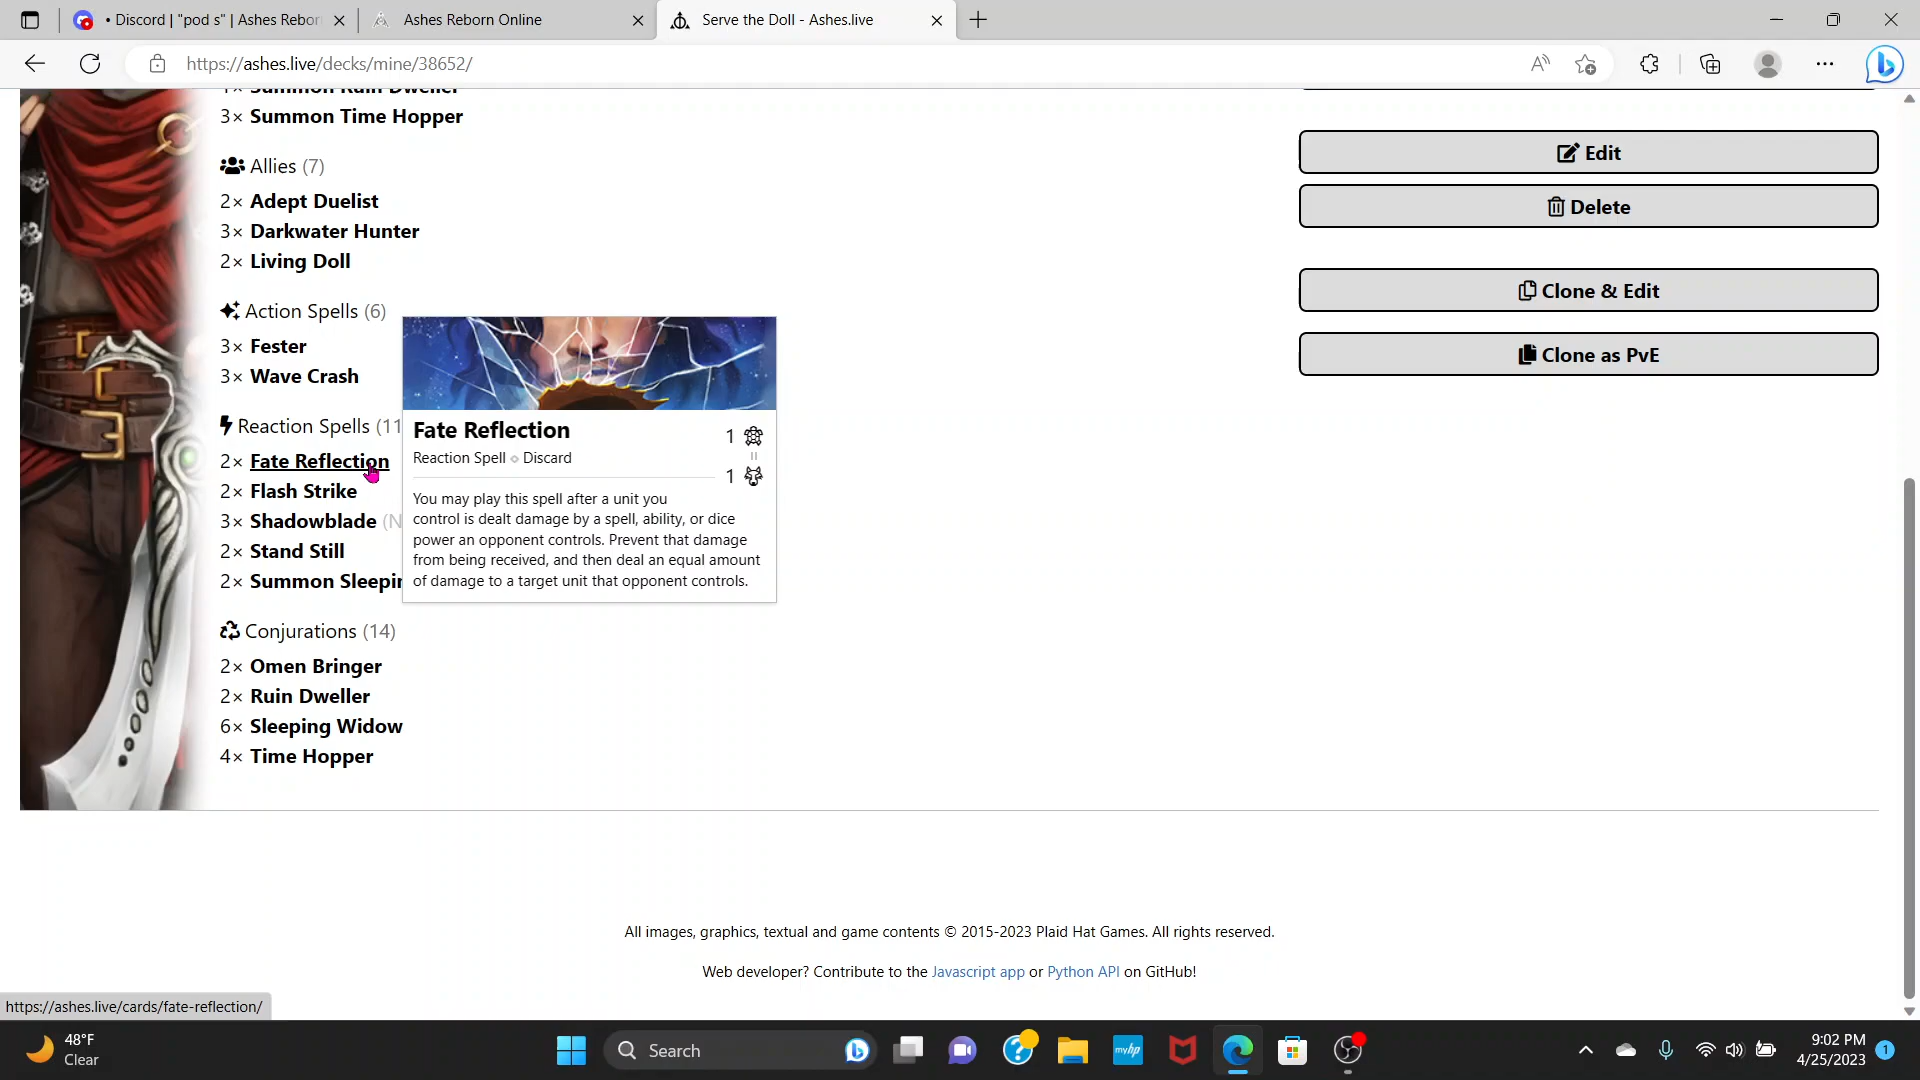 • Discord | "pod s" | Ashes Rebor
Ashes Reborn Online
Serve the Doll - Ashes.live
https://ashes.live/decks/mine/38652/
Summon Ruin Dweller
3× Summon Time Hopper
Allies (7)
2× Adept Duelist
3× Darkwater Hunter
2× Living Doll
Action Spells (6)
3× Fester
3× Wave Crash
Reaction Spells (11
2× Fate Reflection
2× Flash Strike
3× Shadowblade (N
2× Stand Still
2× Summon Sleepin
Conjurations (14)
2× Omen Bringer
2× Ruin Dweller
6× Sleeping Widow
4× Time Hopper
Fate Reflection
1
Reaction Spell ◦ Discard
1
You may play this spell after a unit you
control is dealt damage by a spell, ability, or dice
power an opponent controls. Prevent that damage
from being received, and then deal an equal amount
of damage to a target unit that opponent controls.
Edit
Delete
Clone & Edit
Clone as PvE
All images, graphics, textual and game contents © 2015-2023 Plaid Hat Games. All rights reserved.
Web developer? Contribute to the Javascript app or Python API on GitHub!
https://ashes.live/cards/fate-reflection/
48°F
Clear
Search
myhp
9:02 PM
4/25/2023
1